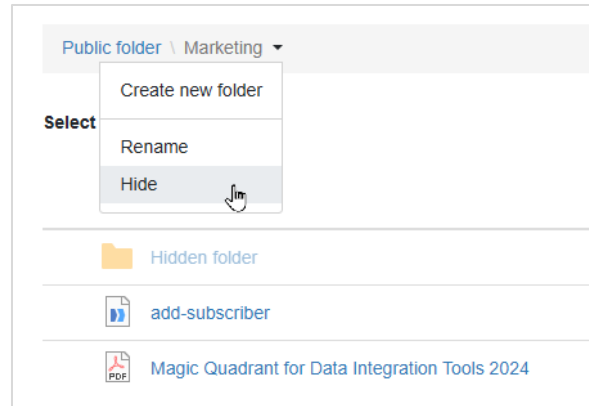 Public folder \ Marketing
Create new folder
Select
Rename
Hide
Hidden folder
add-subscriber
PDF
Magic Quadrant for Data Integration Tools 2024